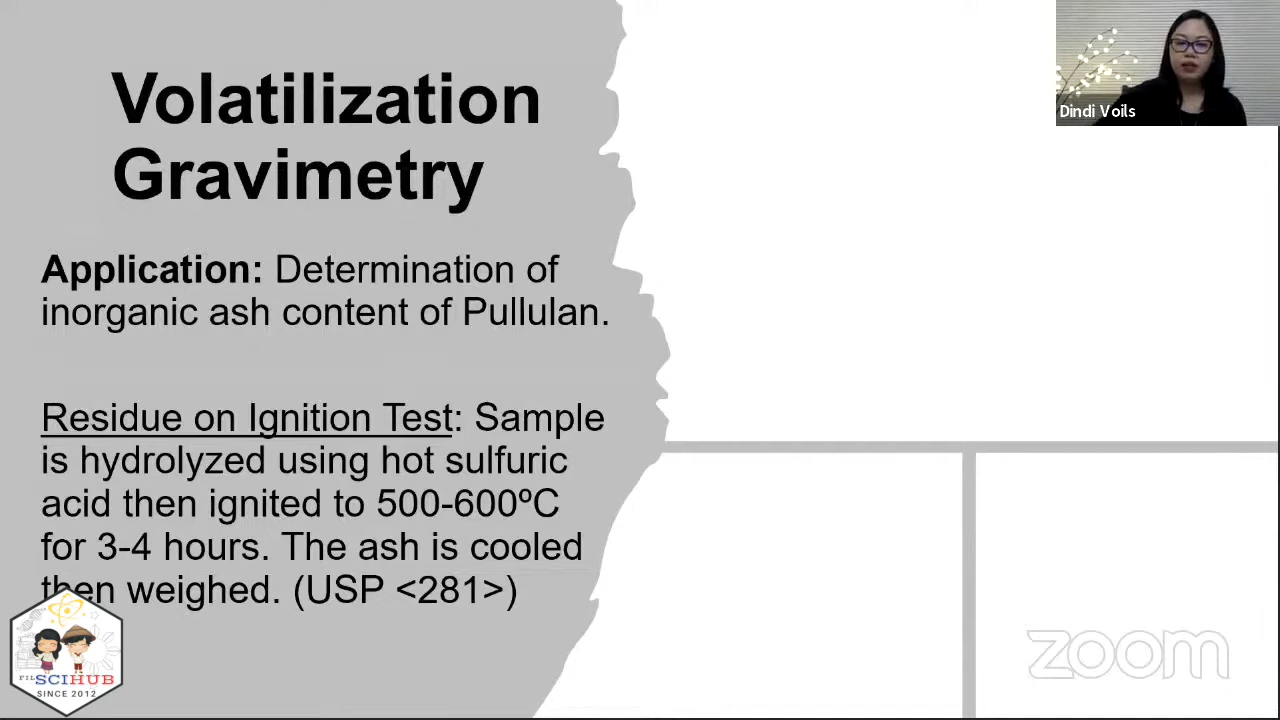 Volatilization
Gravimetry
Application: Determination of
inorganic ash content of Pullulan.
Residue on Ignition Test: Sample
is hydrolyzed using hot sulfuric
acid then ignited to 500-600ºC
for 3-4 hours. The ash is cooled
then weighed. (USP <281>)
Dindi Voils
FILSCIHUB
SINCE 2012
zoom